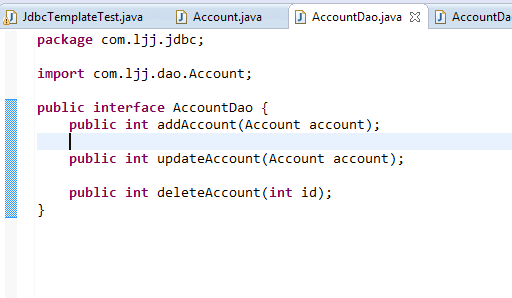 JdbcTemplateTest.java Account.java AccountDao.java AccountDa
package com.ljj.jdbc;
import com.ljj.dao.Account;
public interface AccountDao {
public int addAccount(Account account);
public int updateAccount(Account account);
public int deleteAccount(int id);
}